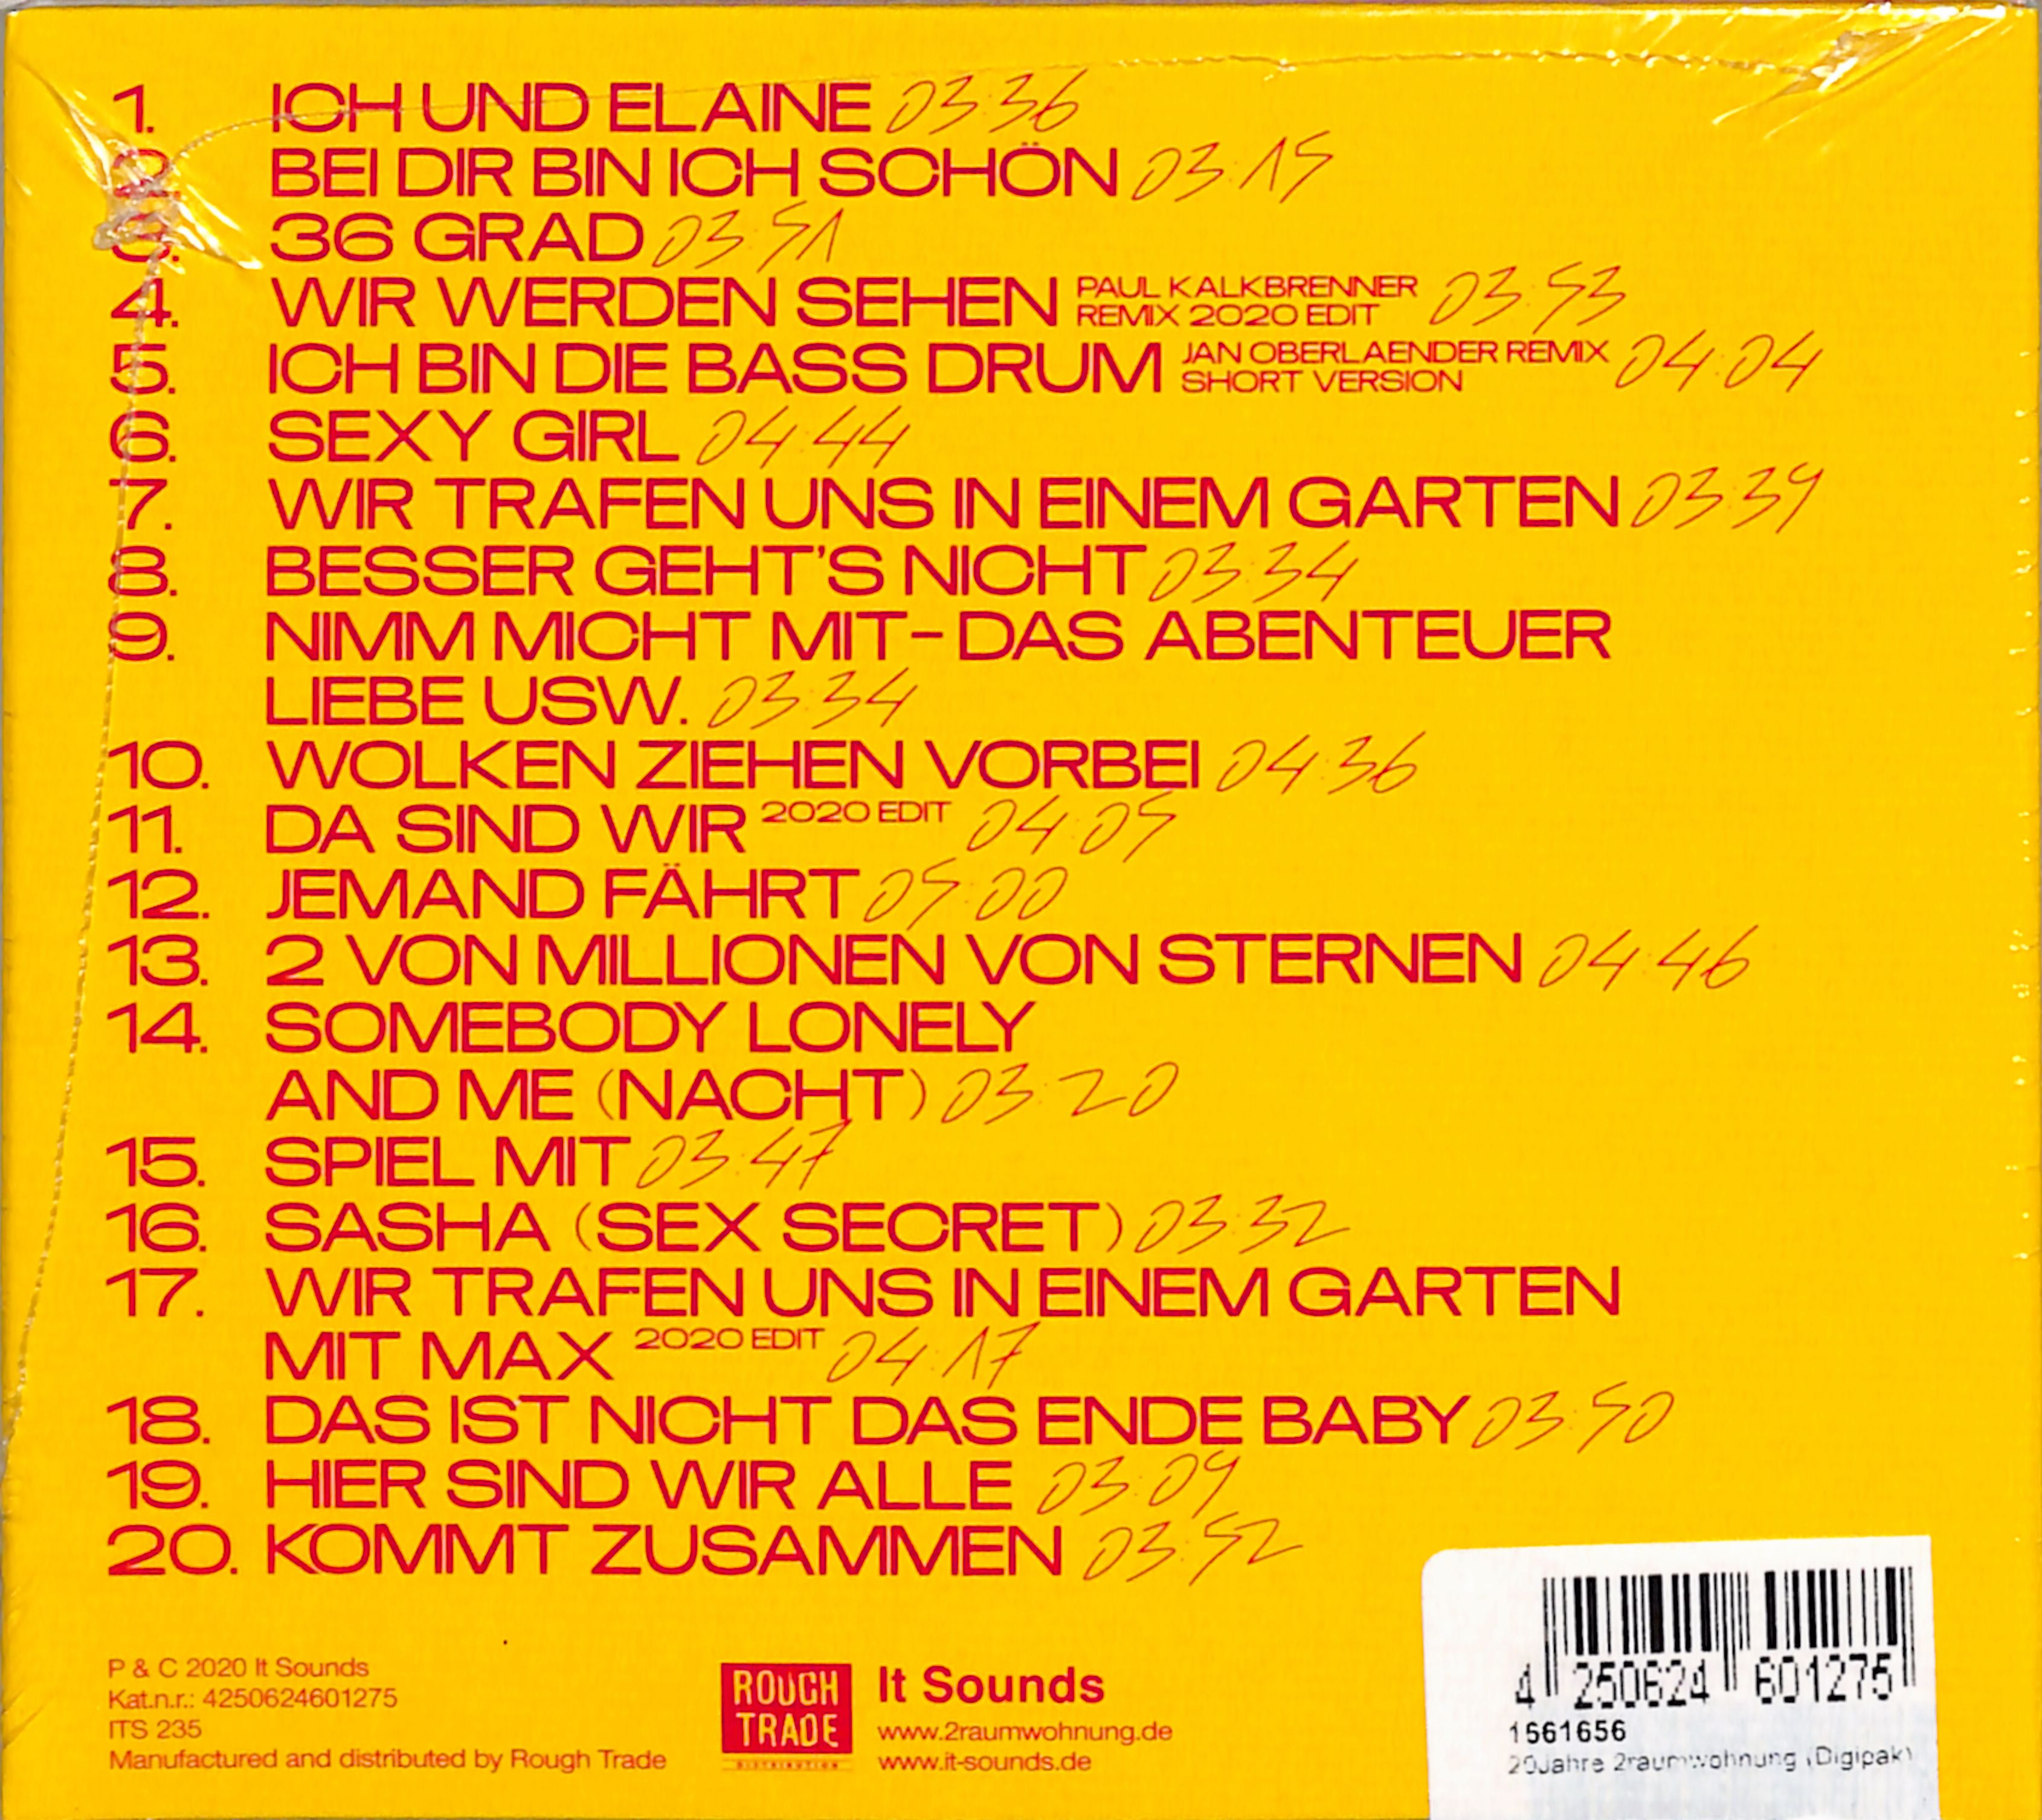 1. ICH UND ELAINE 03:36
2. BEI DIR BIN ICH SCHÖN 03:15
3. 36 GRAD 03:51
4. WIR WERDEN SEHEN PAUL KALKBRENNER REMIX 2020 EDIT 03:53
5. ICH BIN DIE BASS DRUM JAN OBERLAENDER REMIX SHORT VERSION 04:04
6. SEXY GIRL 04:44
7. WIR TRAFEN UNS IN EINEM GARTEN 03:39
8. BESSER GEHT'S NICHT 03:34
9. NIMM MICHT MIT-DAS ABENTEUER
LIEBE USW. 03:34
10. WOLKEN ZIEHEN VORBEI 04:36
11. DA SIND WIR 2020 EDIT 04:05
12. JEMAND FÄHRT 05:00
13. 2 VON MILLIONEN VON STERNEN 04:46
14. SOMEBODY LONELY
AND ME (NACHT) 03:20
15. SPIEL MIT 03:47
16. SASHA (SEX SECRET) 03:32
17. WIR TRAFEN UNS IN EINEM GARTEN
MIT MAX 2020 EDIT 04:17
18. DAS IST NICHT DAS ENDE BABY 03:50
19. HIER SIND WIR ALLE 03:09
20. KOMMT ZUSAMMEN 03:52
P & C 2020 It Sounds
Kat.n.r.: 4250624601275
ITS 235
Manufactured and distributed by Rough Trade
ROUGH
TRADE
DISTRIBUTION
It Sounds
www.2raumwohnung.de
www.it-sounds.de
4 250624 601275
1561656
20Jahre 2raumwohnung (Digipak)